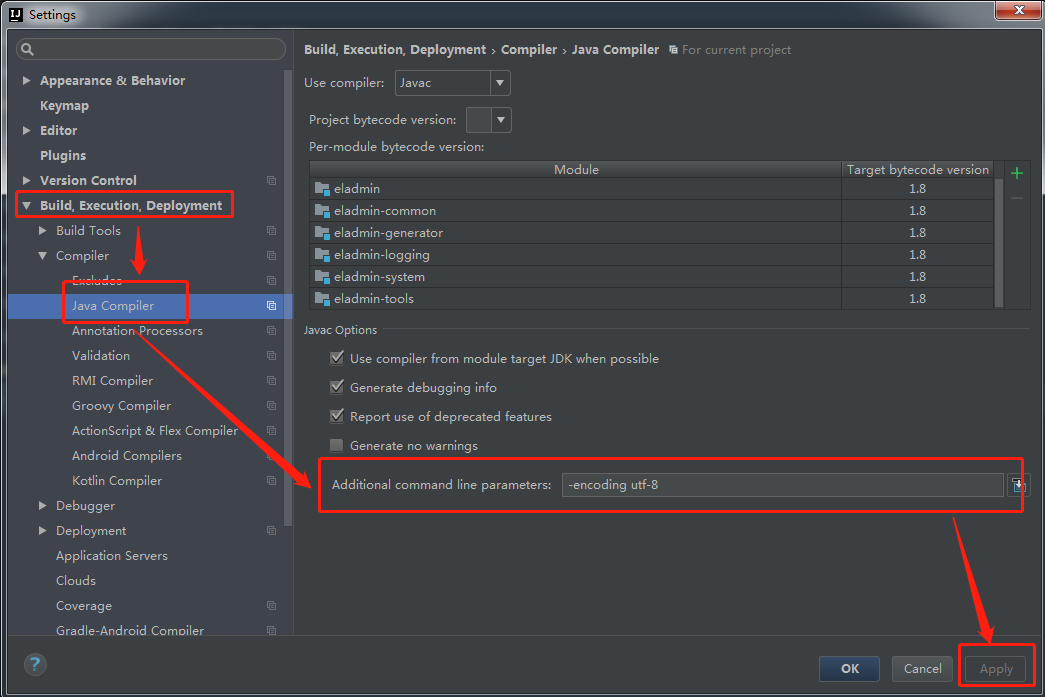 IJ Settings
Appearance & Behavior
Keymap
Editor
Plugins
Version Control
Build, Execution, Deployment
Build Tools
Compiler
Excludes
Java Compiler
Annotation Processors
Validation
RMI Compiler
Groovy Compiler
ActionScript & Flex Compiler
Android Compilers
Kotlin Compiler
Debugger
Deployment
Application Servers
Clouds
Coverage
Gradle-Android Compiler
Build, Execution, Deployment › Compiler › Java Compiler For current project
Use compiler: Javac
Project bytecode version:
Per-module bytecode version:
Module Target bytecode version
eladmin 1.8
eladmin-common 1.8
eladmin-generator 1.8
eladmin-logging 1.8
eladmin-system 1.8
eladmin-tools 1.8
Javac Options
Use compiler from module target JDK when possible
Generate debugging info
Report use of deprecated features
Generate no warnings
Additional command line parameters: -encoding utf-8
? OK Cancel Apply